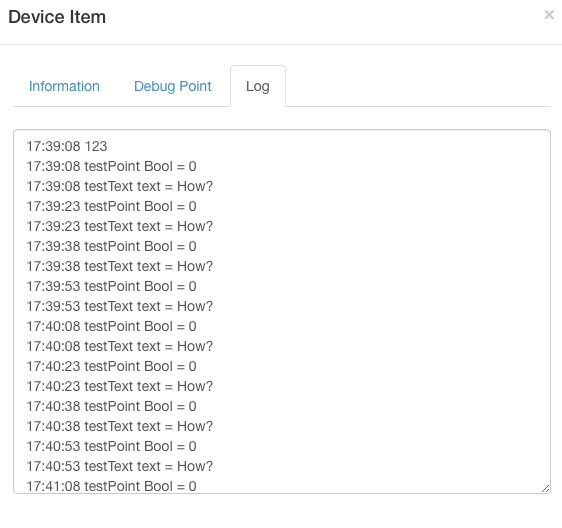 Device Item
×
Information
Debug Point
Log
17:39:08 123
17:39:08 testPoint Bool = 0
17:39:08 testText text = How?
17:39:23 testPoint Bool = 0
17:39:23 testText text = How?
17:39:38 testPoint Bool = 0
17:39:38 testText text = How?
17:39:53 testPoint Bool = 0
17:39:53 testText text = How?
17:40:08 testPoint Bool = 0
17:40:08 testText text = How?
17:40:23 testPoint Bool = 0
17:40:23 testText text = How?
17:40:38 testPoint Bool = 0
17:40:38 testText text = How?
17:40:53 testPoint Bool = 0
17:40:53 testText text = How?
17:41:08 testPoint Bool = 0